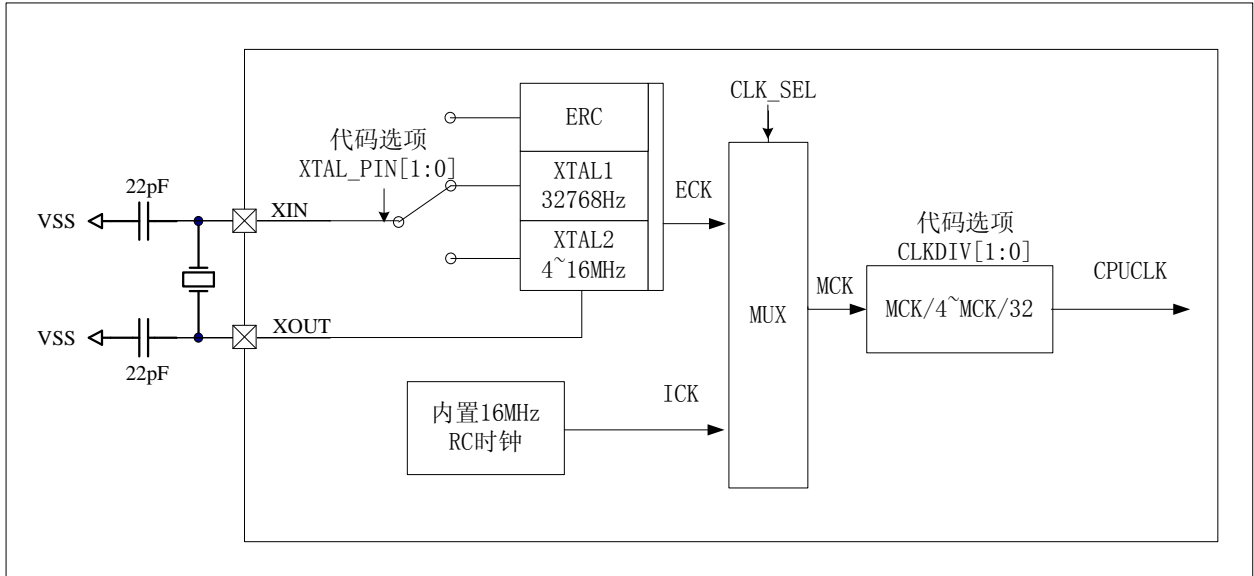 CLK_SEL
ERC
代码选项
XTAL_PIN[1:0]
XTAL1
32768Hz
ECK
22pF
VSS
XIN
XTAL2
4~16MHz
代码选项
CLKDIV[1:0]
MCK
CPUCLK
MUX
MCK/4~MCK/32
VSS
XOUT
22pF
内置16MHz
RC时钟
ICK